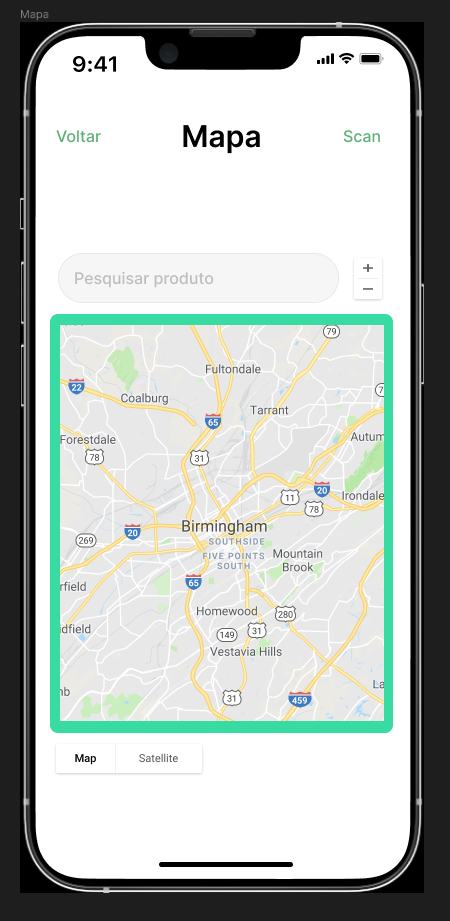 Mapa
9:41
Voltar
Mapa
Scan
Pesquisar produto
+
−
79
Fultondale
22
Coalburg
Tarrant
65
Forestdale
31
Autum
78
20
11
Irondale
78
Birmingham
20
SOUTHSIDE
269
FIVE POINTS
SOUTH
Mountain
Brook
65
rfield
Homewood
280
idfield
149
31
Vestavia Hills
La
nb
31
459
Map
Satellite